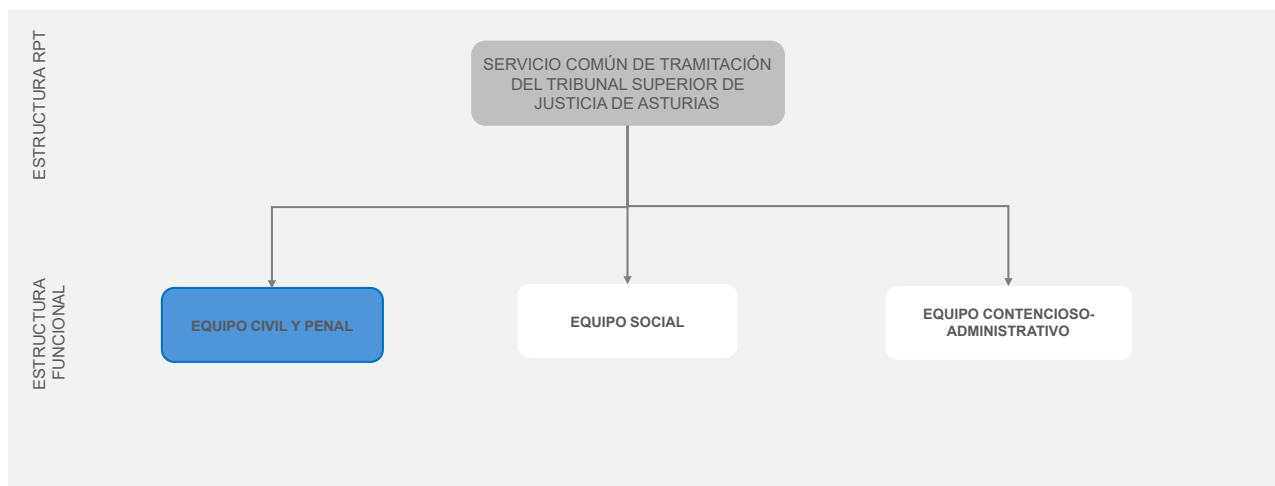 ESTRUCTURA RPT
SERVICIO COMÚN DE TRAMITACIÓN
DEL TRIBUNAL SUPERIOR DE
JUSTICIA DE ASTURIAS
ESTRUCTURA
FUNCIONAL
EQUIPO CIVIL Y PENAL
EQUIPO SOCIAL
EQUIPO CONTENCIOSO-
ADMINISTRATIVO